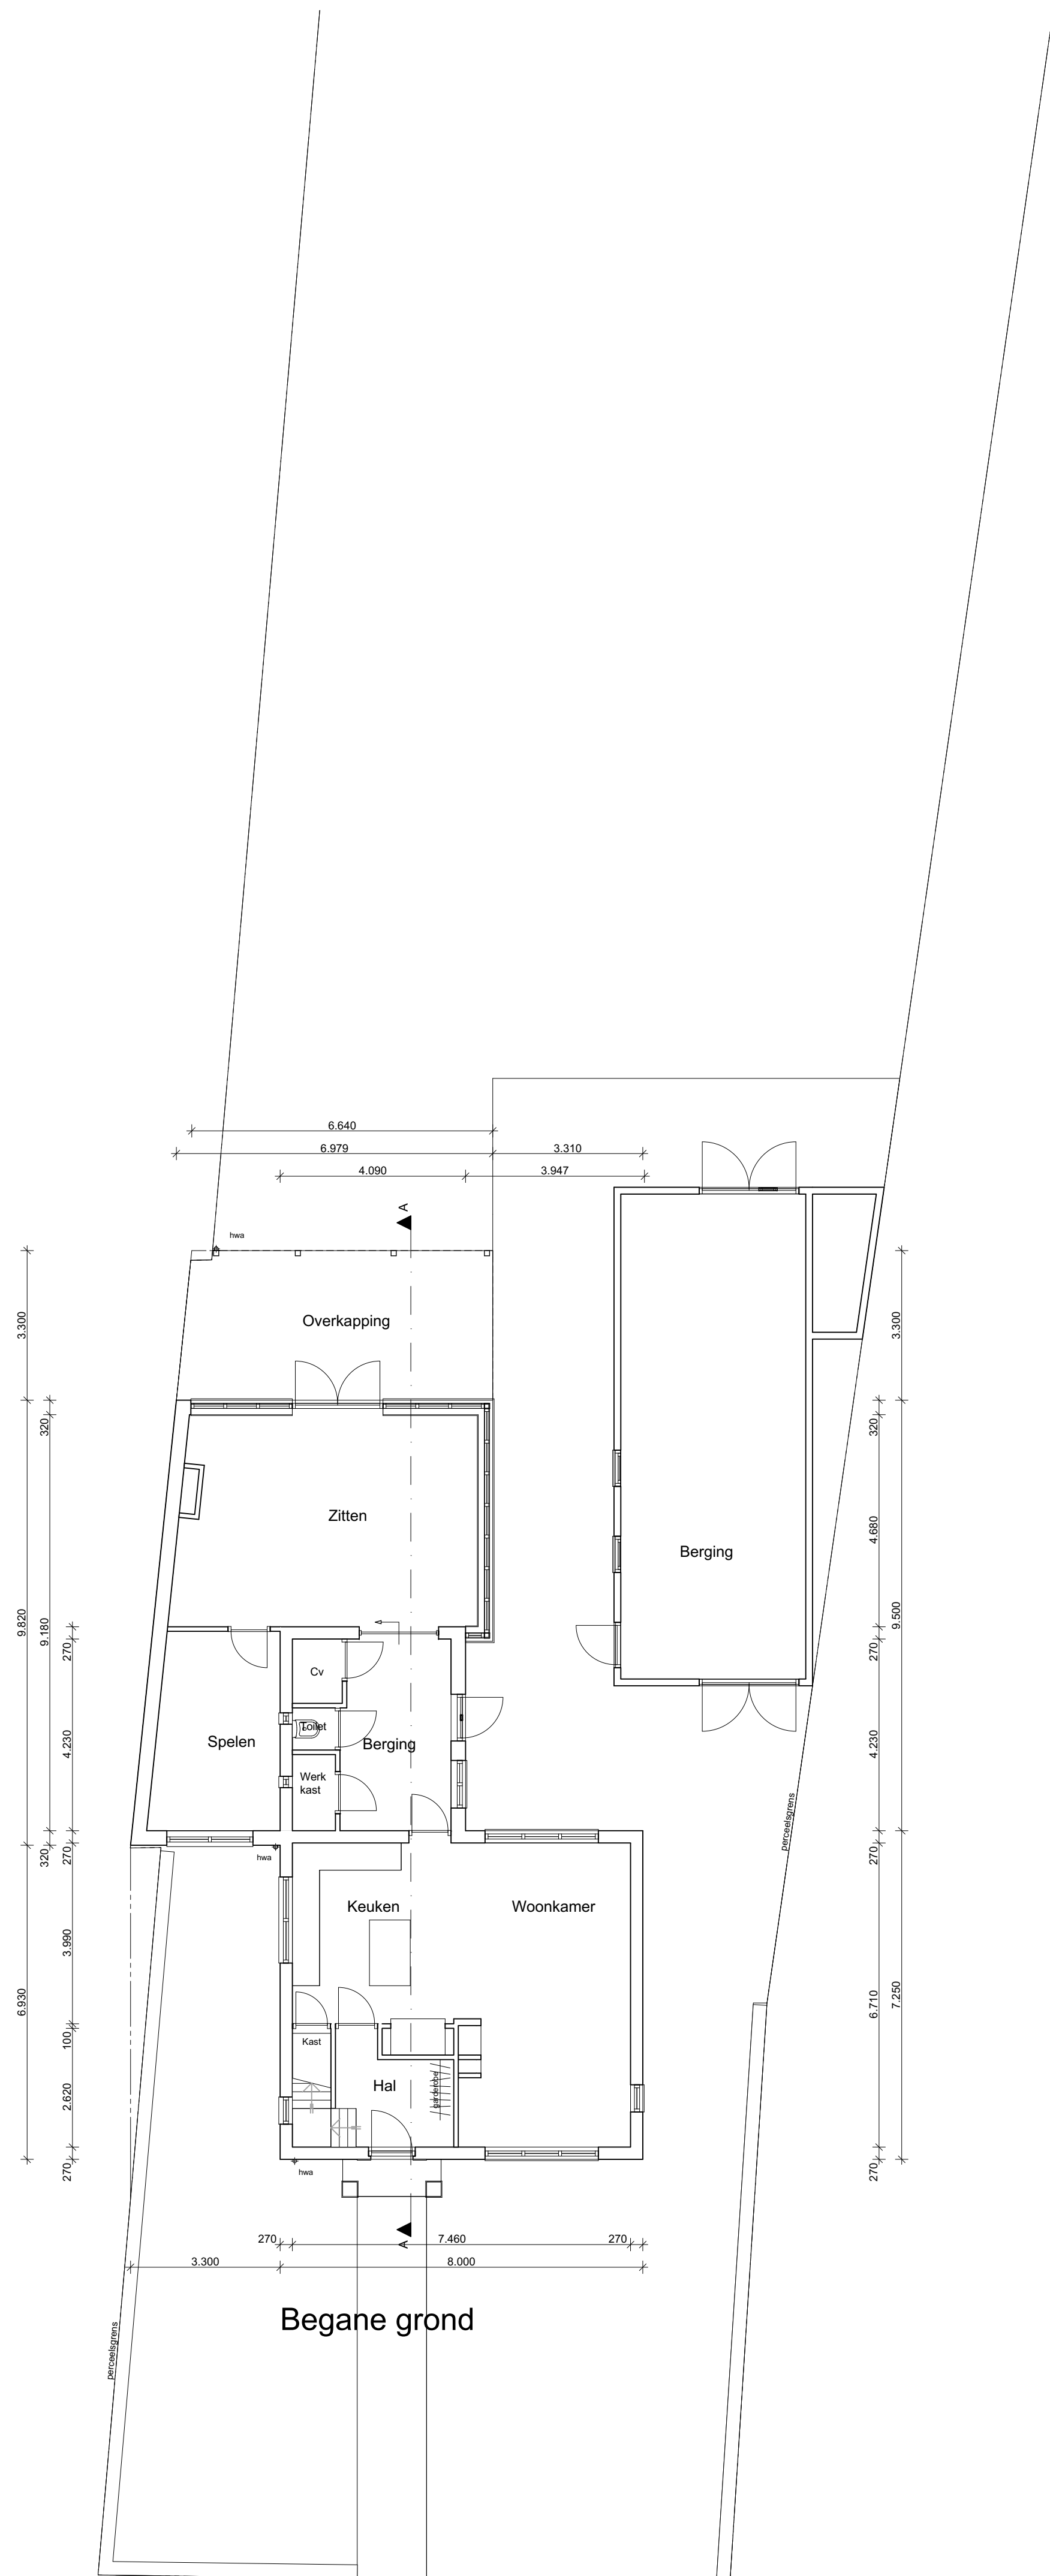 6.640
6.979
3.310
4.090
3.947
A
hwa
3.300
Overkapping
3.300
320
320
Zitten
4.680
Berging
9.820
9.180
9.500
270
270
Cv
Toilet
Spelen
Berging
4.230
4.230
Werk
kast
perceelsgrens
hwa
320
270
270
Keuken
Woonkamer
3.990
6.930
6.710
7.250
100
Kast
Hal
garderobe
2.620
270
270
hwa
A
270
7.460
270
3.300
8.000
Begane grond
perceelsgrens